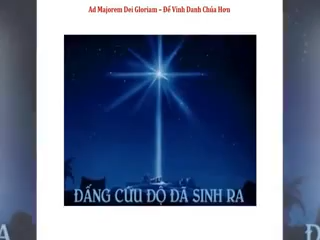 Ad Majorem Dei Gloriam – Để Vinh Danh Chúa Hơn
ĐẤNG CỨU ĐỘ ĐÃ SINH RA